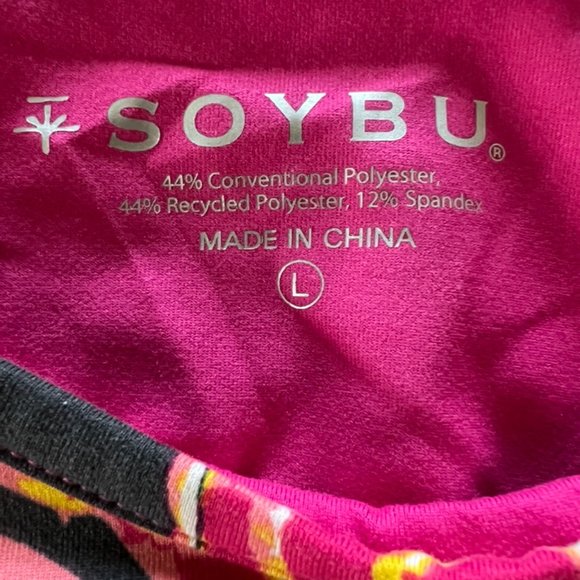 SOYBU®
44% Conventional Polyester,
44% Recycled Polyester, 12% Spandex
MADE IN CHINA
L